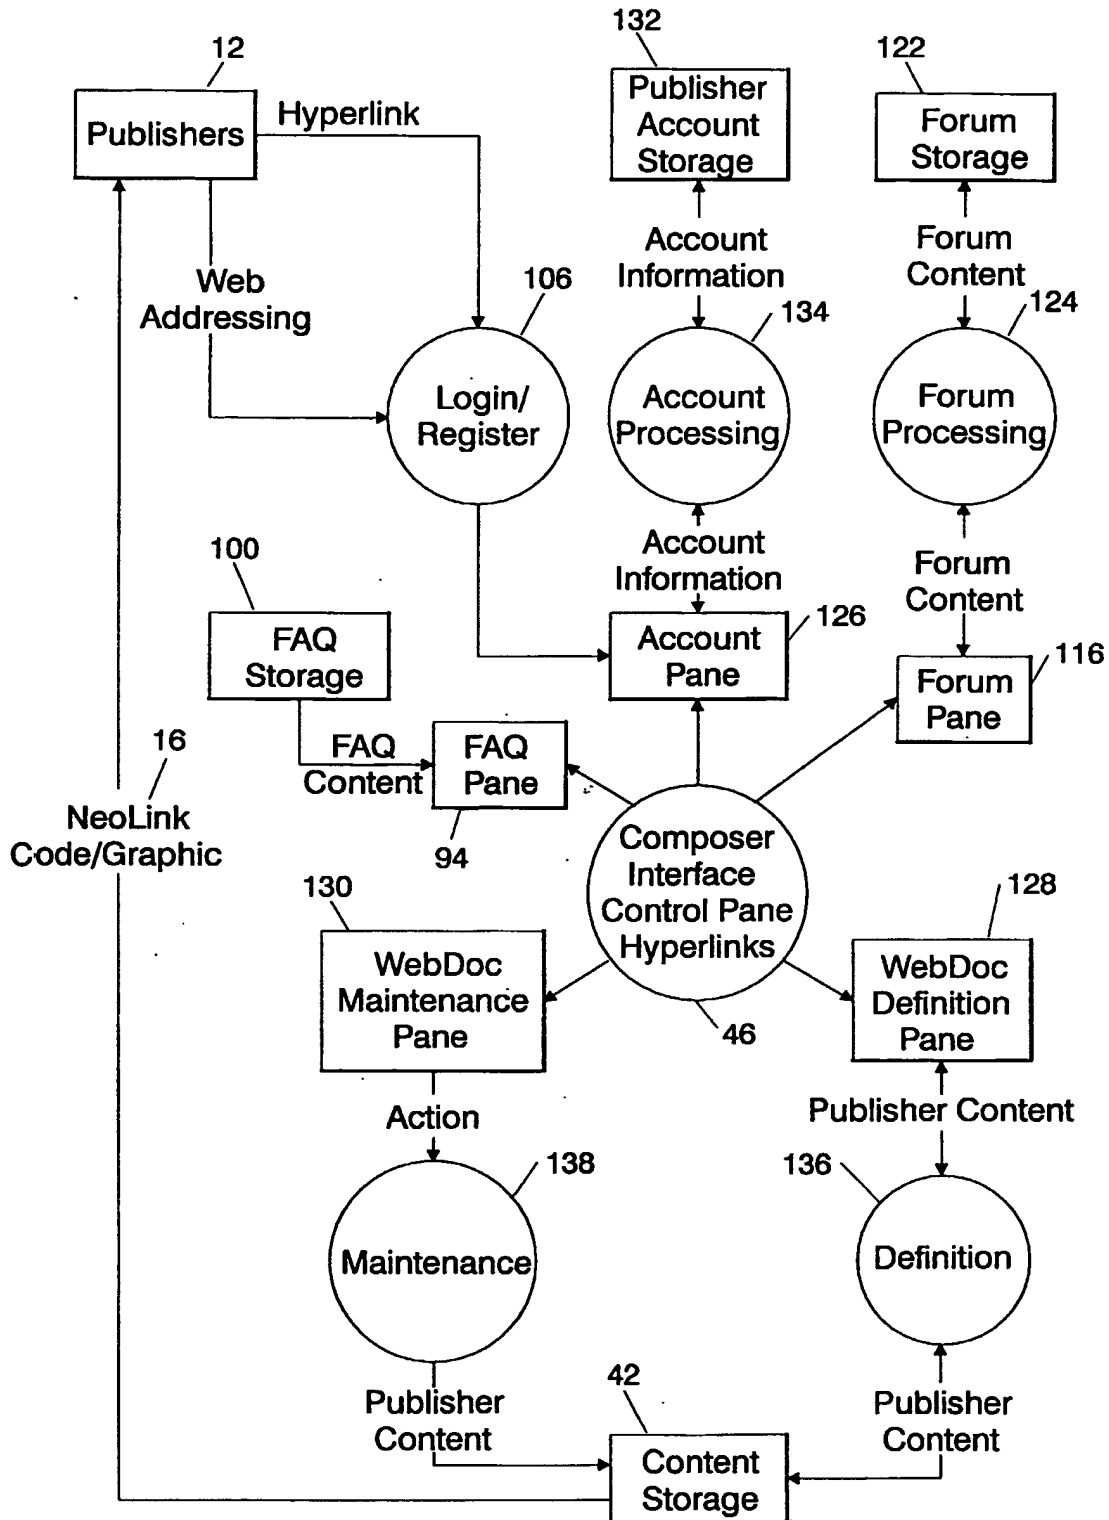 132
122
12
Publishers
Hyperlink
Publisher
Account
Storage
Forum
Storage
Account
Information
Forum
Content
Web
Addressing
106
134
124
Login/
Register
Account
Processing
Forum
Processing
100
Account
Information
Forum
Content
FAQ
Storage
126
Account
Pane
116
Forum
Pane
16
FAQ
Content
FAQ
Pane
NeoLink
Code/Graphic
94
Composer
Interface
Control Pane
Hyperlinks
130
128
WebDoc
Maintenance
Pane
WebDoc
Definition
Pane
46
Action
Publisher Content
138
136
Maintenance
Definition
42
Publisher
Content
Publisher
Content
Content
Storage